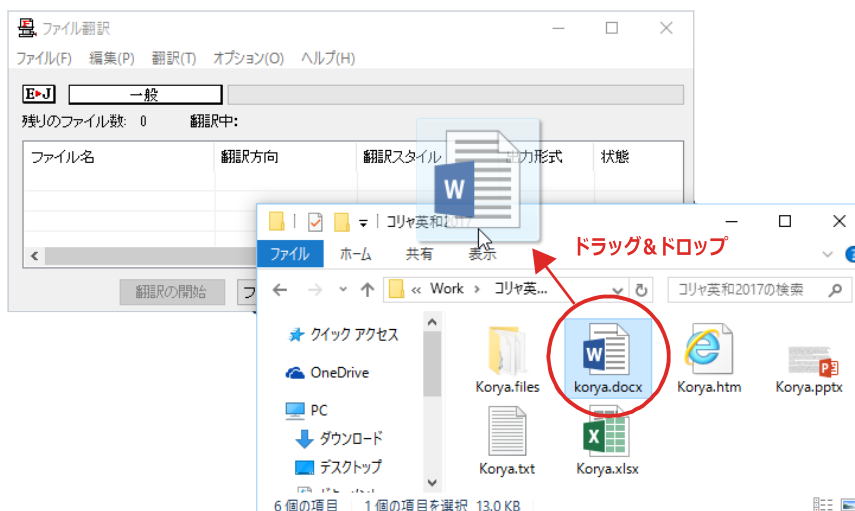 ファイル翻訳
ファイル(F) 編集(P) 翻訳(T) オプション(O) ヘルプ(H)
E▸J 一般
残りのファイル数: 0 翻訳中:
ファイル名 翻訳方向 翻訳スタイル 出力形式 状態
翻訳の開始
コリャ英和2017
ドラッグ&ドロップ
ファイル ホーム 共有 表示
« Work › コリャ英... コリャ英和2017の検索
クイック アクセス
OneDrive
PC
ダウンロード
デスクトップ
Korya.files korya.docx Korya.htm Korya.pptx
Korya.txt Korya.xlsx
6 個の項目 1 個の項目を選択 13.0 KB